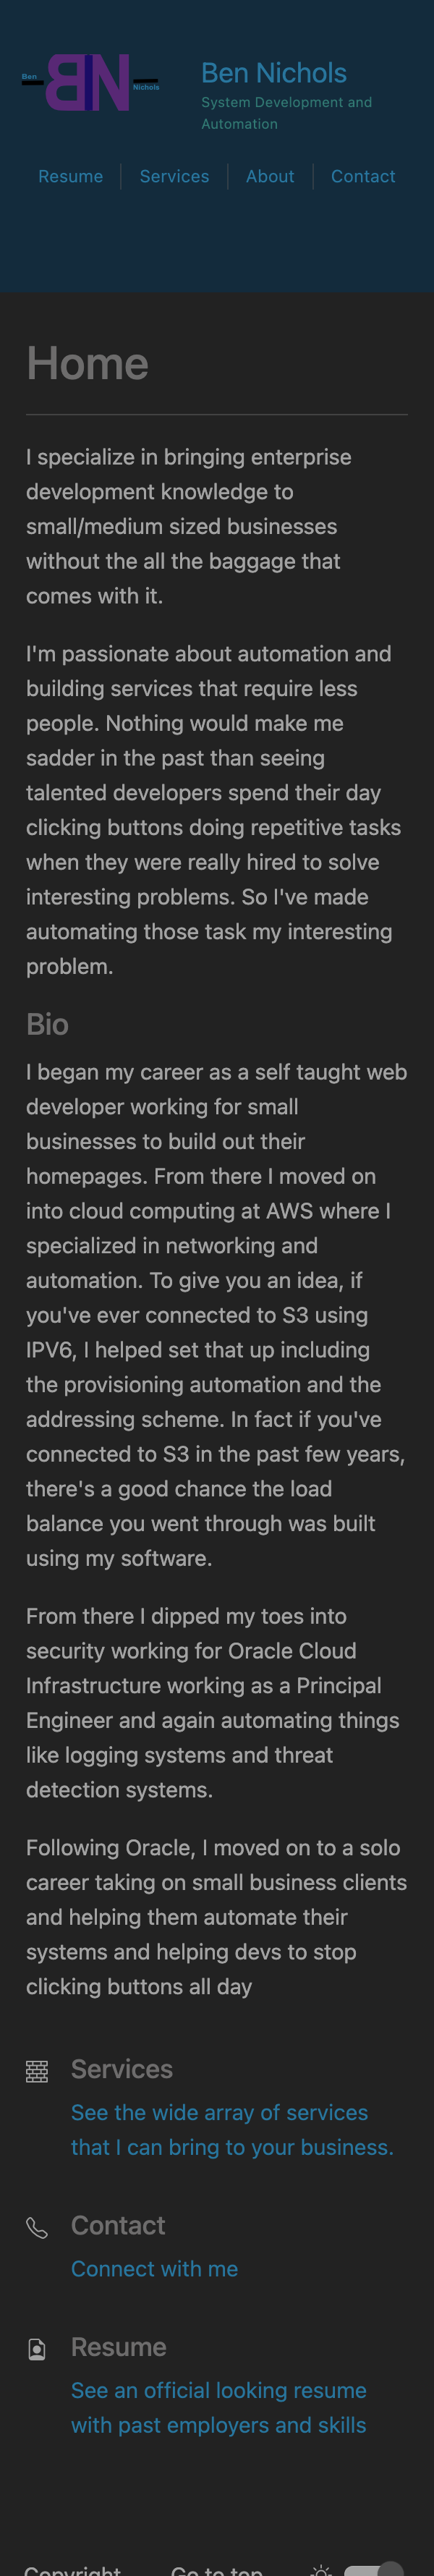 Ben
BN
Nichols
Ben Nichols
System Development and
Automation
Resume
Services
About
Contact
Home
I specialize in bringing enterprise
development knowledge to
small/medium sized businesses
without the all the baggage that
comes with it.
I'm passionate about automation and
building services that require less
people. Nothing would make me
sadder in the past than seeing
talented developers spend their day
clicking buttons doing repetitive tasks
when they were really hired to solve
interesting problems. So I've made
automating those task my interesting
problem.
Bio
I began my career as a self taught web
developer working for small
businesses to build out their
homepages. From there I moved on
into cloud computing at AWS where I
specialized in networking and
automation. To give you an idea, if
you've ever connected to S3 using
IPV6, I helped set that up including
the provisioning automation and the
addressing scheme. In fact if you've
connected to S3 in the past few years,
there's a good chance the load
balance you went through was built
using my software.
From there I dipped my toes into
security working for Oracle Cloud
Infrastructure working as a Principal
Engineer and again automating things
like logging systems and threat
detection systems.
Following Oracle, I moved on to a solo
career taking on small business clients
and helping them automate their
systems and helping devs to stop
clicking buttons all day
Services
See the wide array of services
that I can bring to your business.
Contact
Connect with me
Resume
See an official looking resume
with past employers and skills
Copyright
Go to top